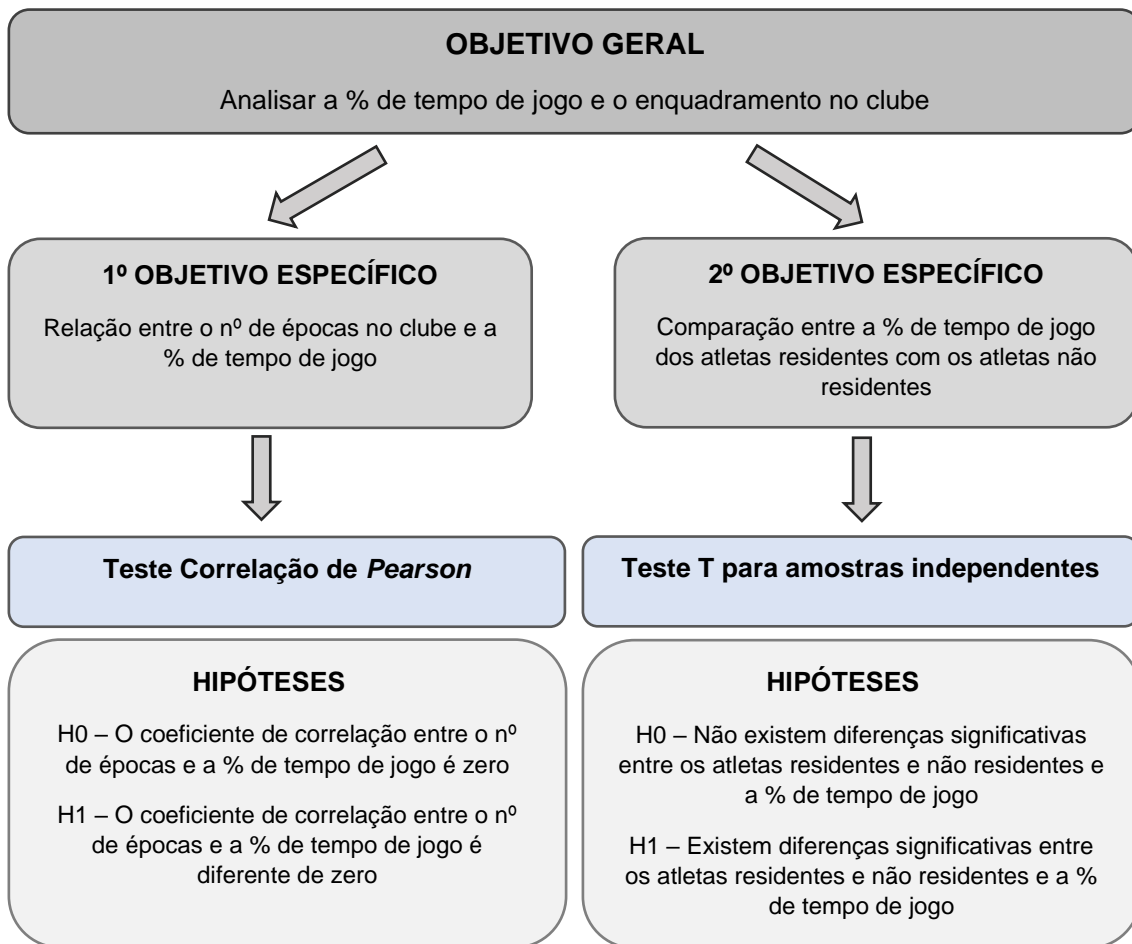 OBJETIVO GERAL
Analisar a % de tempo de jogo e o enquadramento no clube
1º OBJETIVO ESPECÍFICO
Relação entre o nº de épocas no clube e a
% de tempo de jogo
2º OBJETIVO ESPECÍFICO
Comparação entre a % de tempo de jogo
dos atletas residentes com os atletas não
residentes
Teste Correlação de Pearson
Teste T para amostras independentes
HIPÓTESES
H0 – O coeficiente de correlação entre o nº
de épocas e a % de tempo de jogo é zero
H1 – O coeficiente de correlação entre o nº
de épocas e a % de tempo de jogo é
diferente de zero
HIPÓTESES
H0 – Não existem diferenças significativas
entre os atletas residentes e não residentes e
a % de tempo de jogo
H1 – Existem diferenças significativas entre
os atletas residentes e não residentes e a %
de tempo de jogo